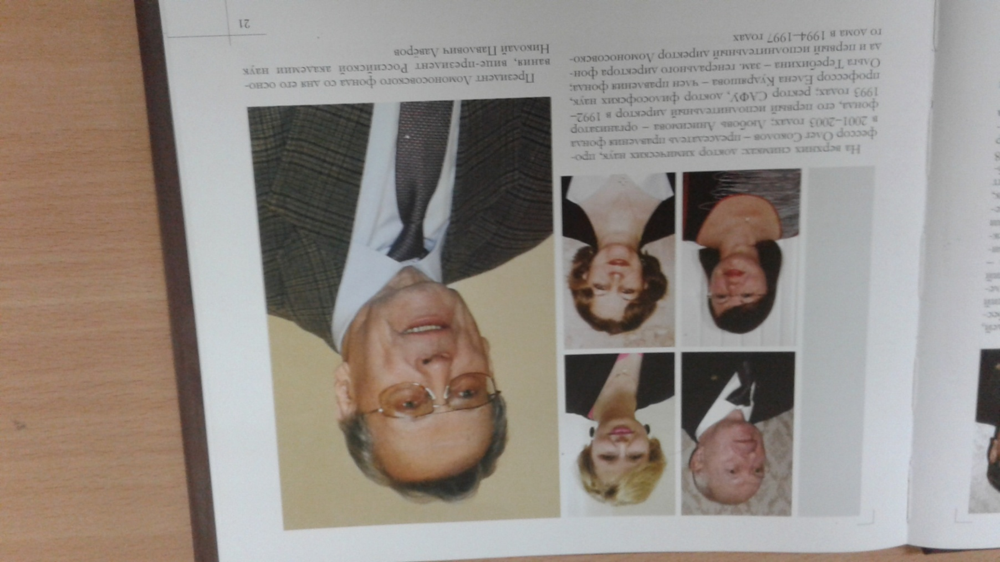 На верхних снимках: доктор химических наук, про-
фессор Олег Соколов – председатель правления фонда
в 2001–2003 годах; Любовь Анисимова – организатор
фонда, его первый исполнительный директор в 1992–
1993 годах; ректор САФУ, доктор философских наук,
профессор Елена Кудряшова – член правления фонда;
Ольга Теребихина – зам. генерального директора фон-
да и первый исполнительный директор Ломоносовско-
го дома в 1994–1997 годах
Президент Ломоносовского фонда со дня его осно-
вания, вице-президент Российской академии наук
Николай Павлович Лавёров
21